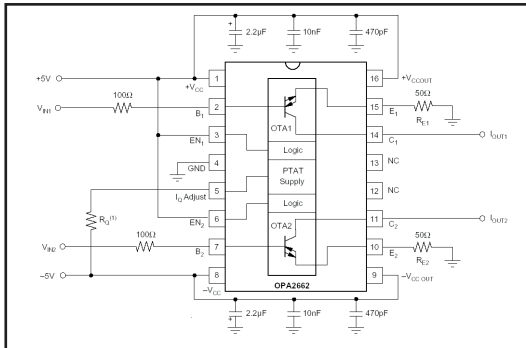 2.2µF
10nF
470pF
+5V
+VCC
1
16
+VCCOUT
100Ω
VIN1
B1
2
OTA1
15
E1
50Ω
RE1
EN1
3
Logic
14
C1
IOUT1
GND
4
PTAT
Supply
13
NC
IQ Adjust
5
12
NC
RQ(1)
EN2
6
Logic
11
C2
IOUT2
100Ω
VIN2
B2
7
OTA2
10
E2
50Ω
RE2
–5V
–VCC
8
9
–VCC OUT
OPA2662
2.2µF
10nF
470pF
+
+